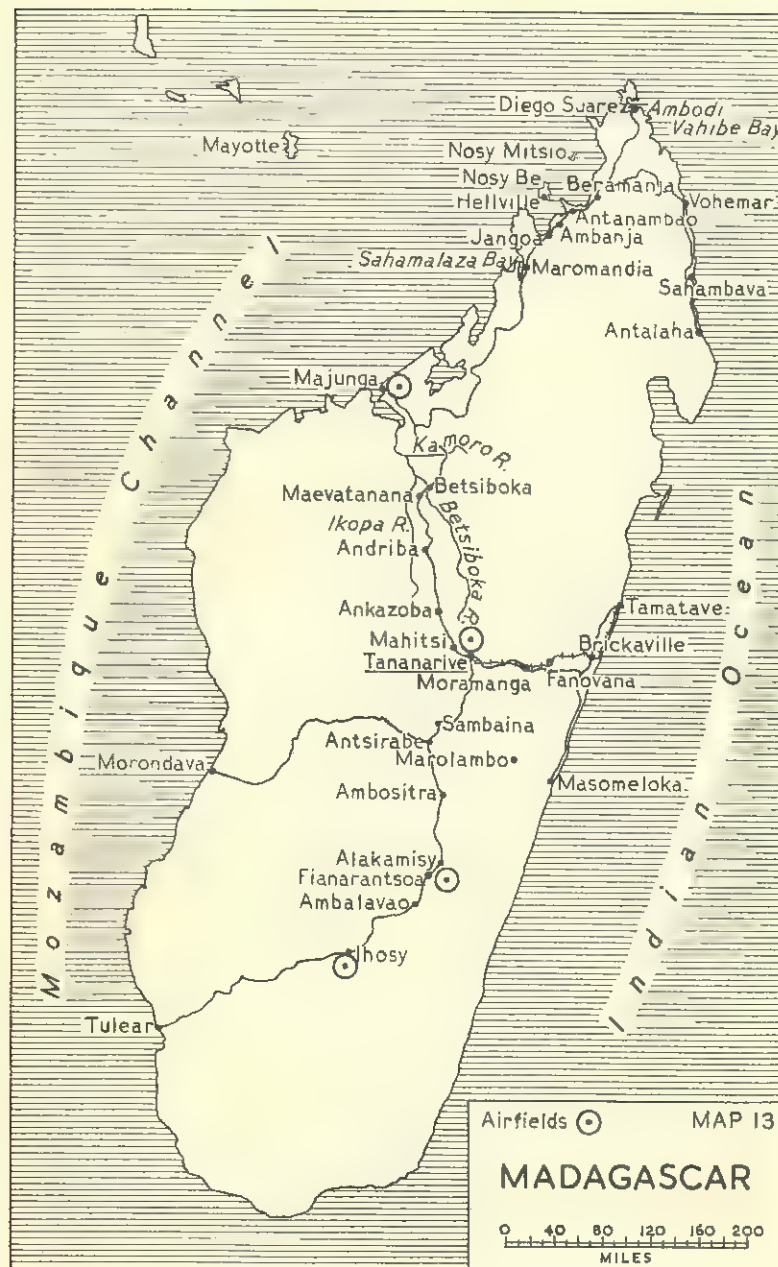 Diego Suarez
Ambodi
Vahibe Bay
Mayotte
Nosy Mitsio
Nosy Be
Beramanja
Hellville
Vohemar
Antanambao
Jangoa
Ambanja
Sahamalaza Bay
Maromandia
Sahambava
Antalaha
Majunga
Mozambique Channel
Kamoro R.
Maevatanana
Betsiboka
Ikopa R.
Betsiboka R.
Andriba
Indian Ocean
Ankazoba
Tamatave
Mahitsi
Brickaville
Tananarive
Moramanga
Fanovana
Sambaina
Antsirabe
Marolambo
Morondava
Masomeloka
Ambositra
Alakamisy
Fianarantsoa
Ambalavao
Ihosy
Tulear
Airfields
MAP 13
MADAGASCAR
0 40 80 120 160 200
MILES